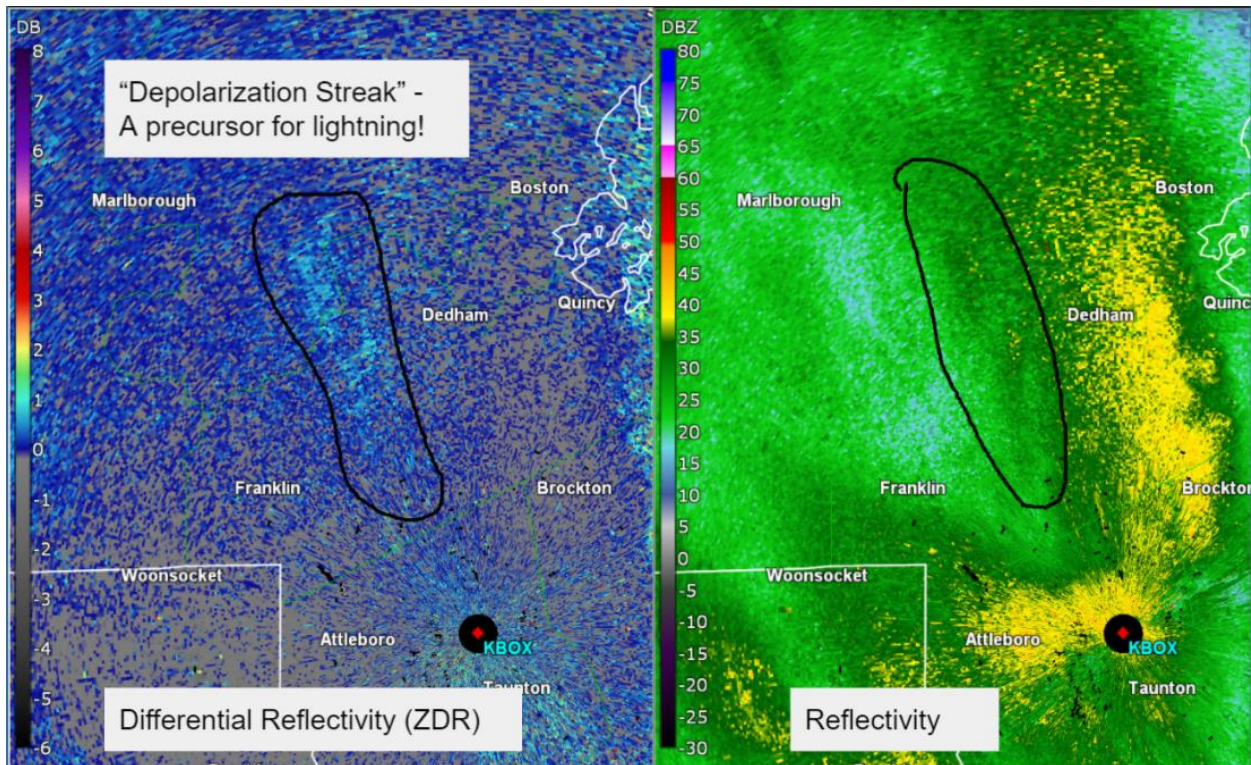 DB
8
7
6
5
4
3
2
1
0
-1
-2
-3
-4
-5
-6
“Depolarization Streak” -
A precursor for lightning!
Marlborough
Boston
Quincy
Dedham
Franklin
Brockton
Woonsocket
Attleboro
KBOX
Taunton
Differential Reflectivity (ZDR)
DBZ
80
75
70
65
60
55
50
45
40
35
30
25
20
15
10
5
0
-5
-10
-15
-20
-25
-30
Marlborough
Boston
Quinc
Dedham
Franklin
Brockton
Woonsocket
Attleboro
KBOX
Taunton
Reflectivity